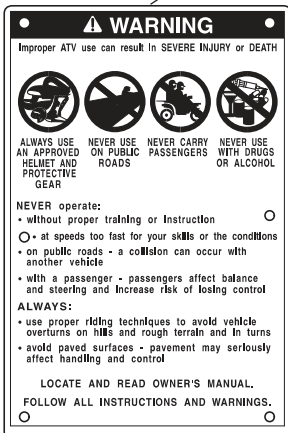 WARNING
Improper ATV use can result in SEVERE INJURY or DEATH
ALWAYS USE AN APPROVED HELMET AND PROTECTIVE GEAR
NEVER USE ON PUBLIC ROADS
NEVER CARRY PASSENGERS
NEVER USE WITH DRUGS OR ALCOHOL
NEVER operate:
• without proper training or instruction
• at speeds too fast for your skills or the conditions
• on public roads - a collision can occur with
another vehicle
• with a passenger - passengers affect balance
and steering and increase risk of losing control
ALWAYS:
• use proper riding techniques to avoid vehicle
overturns on hills and rough terrain and in turns
• avoid paved surfaces - pavement may seriously
affect handling and control
LOCATE AND READ OWNER'S MANUAL.
FOLLOW ALL INSTRUCTIONS AND WARNINGS.